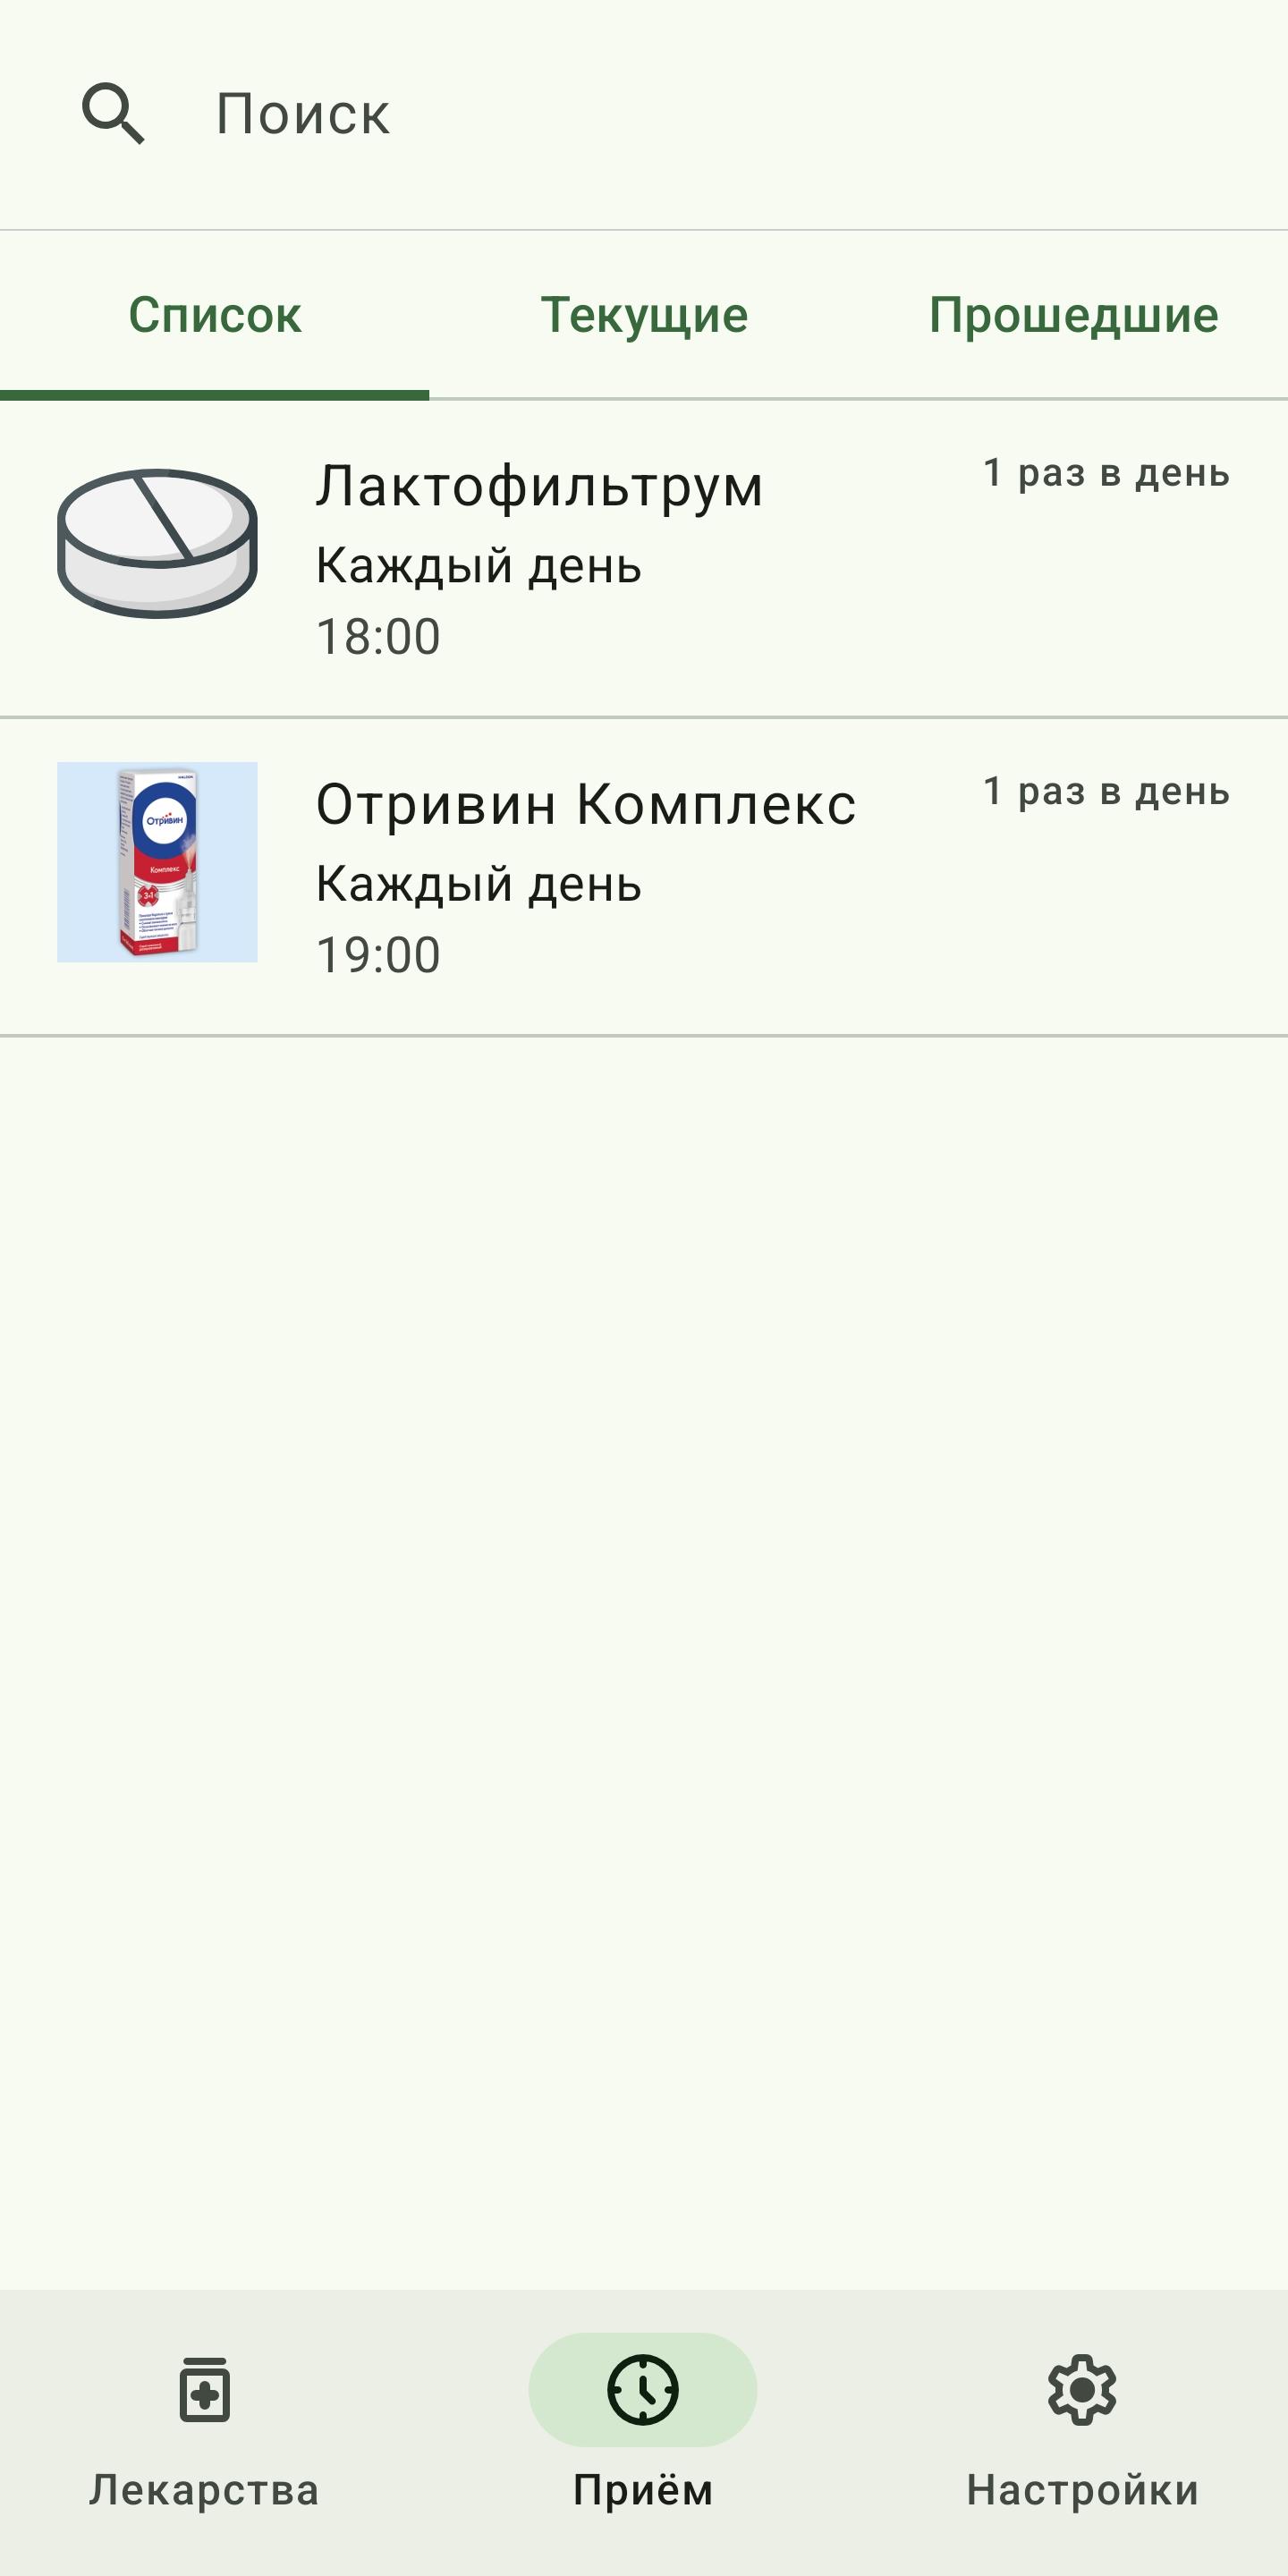 Поиск
Список
Текущие
Прошедшие
Лактофильтрум
1 раз в день
Каждый день
18:00
Отривин Комплекс
1 раз в день
Каждый день
19:00
Отривин
Комплекс
Лекарства
Приём
Настройки